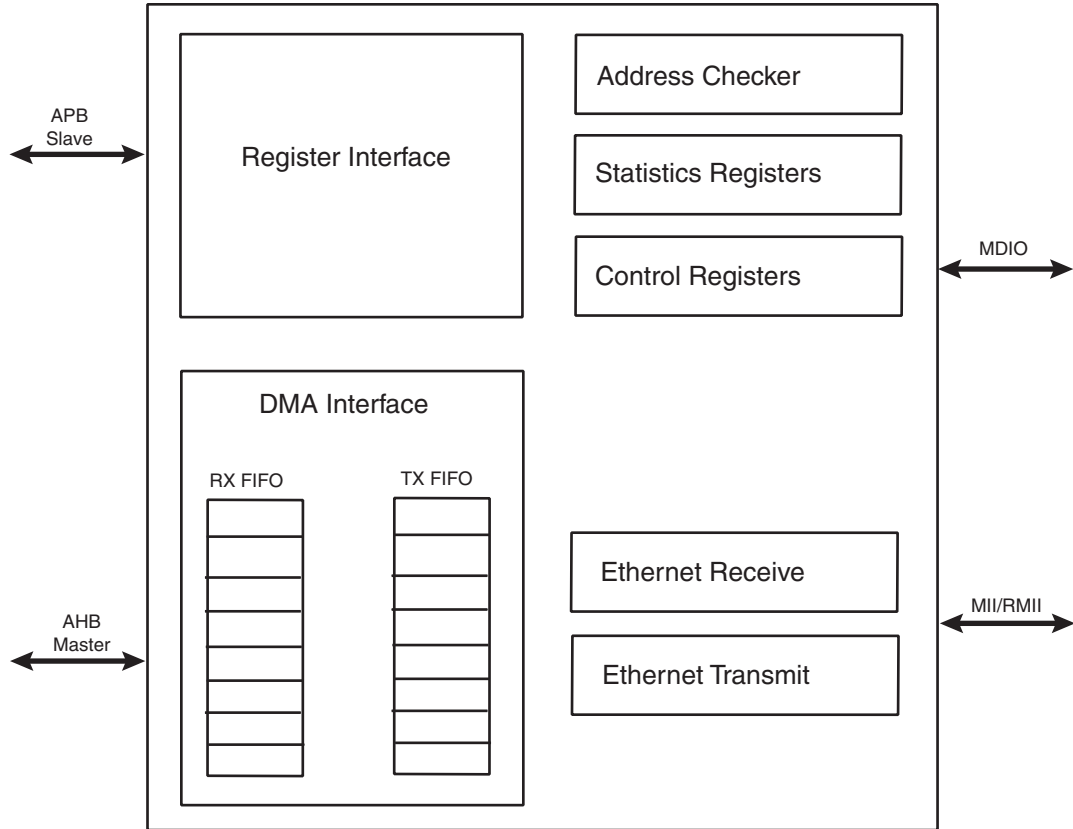 APB
Slave
Register Interface
Address Checker
Statistics Registers
Control Registers
MDIO
DMA Interface
RX FIFO
TX FIFO
AHB
Master
Ethernet Receive
Ethernet Transmit
MII/RMII